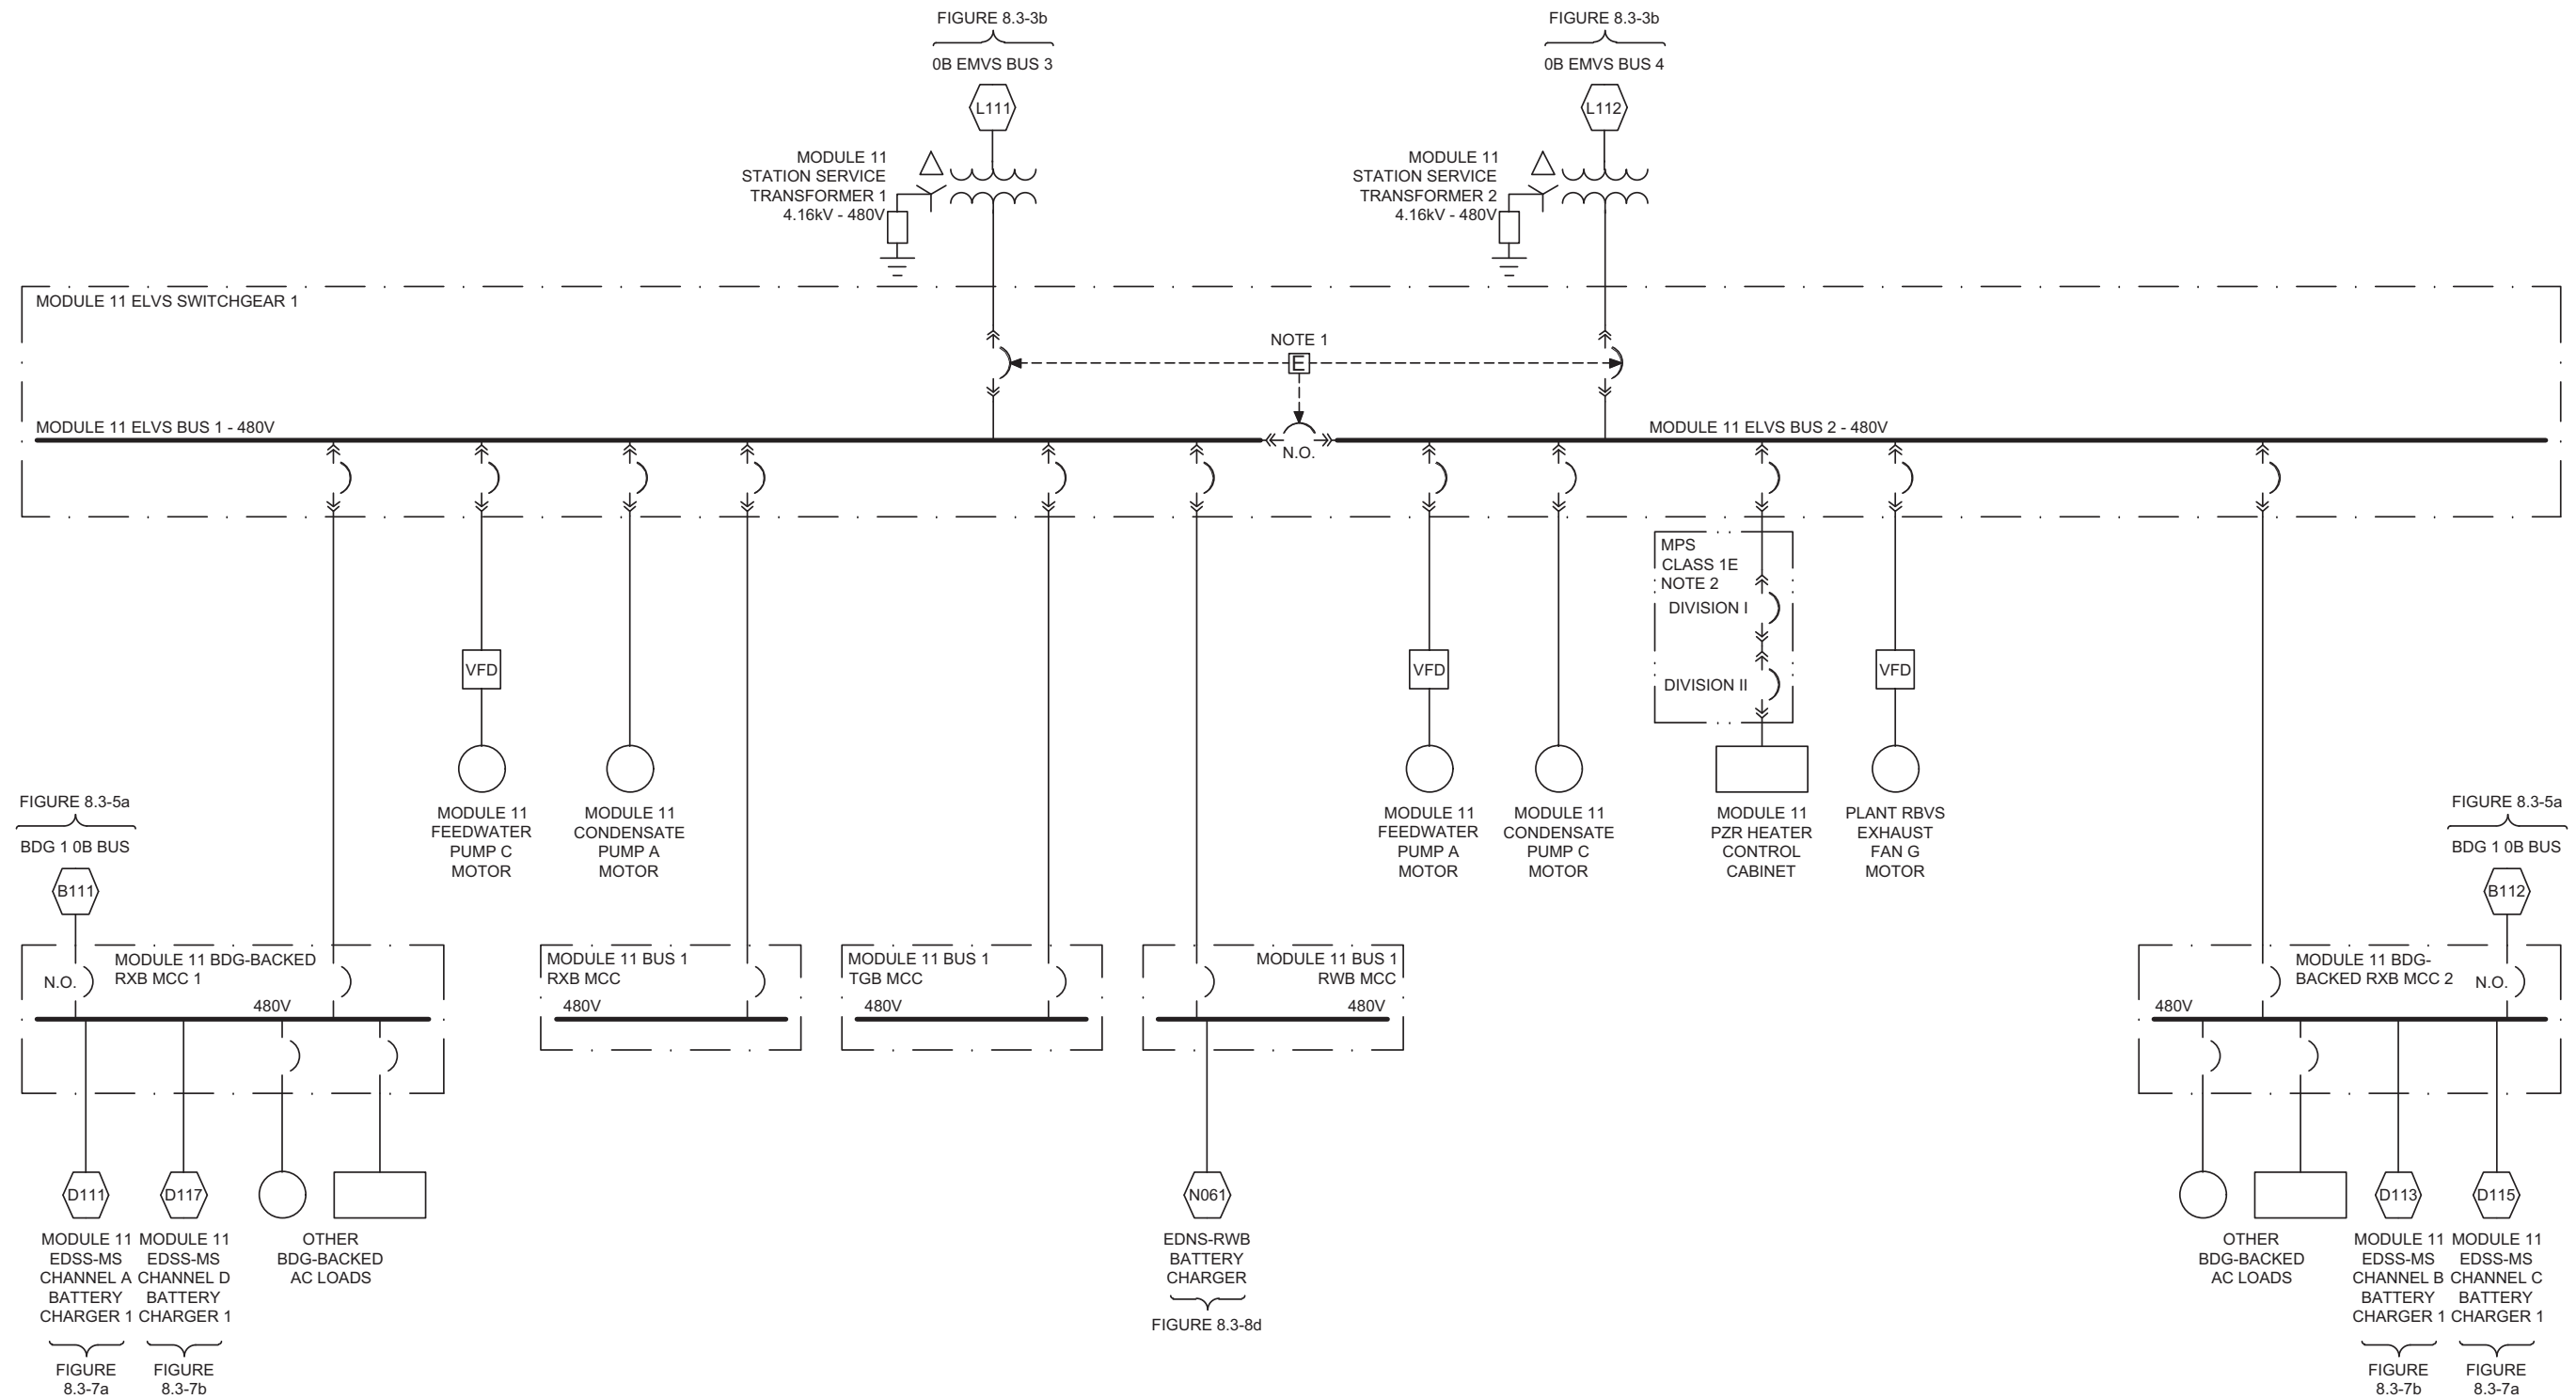 FIGURE 8.3-3b
0B EMVS BUS 3
L111
MODULE 11
STATION SERVICE
TRANSFORMER 1
4.16kV - 480V
FIGURE 8.3-3b
0B EMVS BUS 4
L112
MODULE 11
STATION SERVICE
TRANSFORMER 2
4.16kV - 480V
MODULE 11 ELVS SWITCHGEAR 1
NOTE 1
E
MODULE 11 ELVS BUS 1 - 480V
MODULE 11 ELVS BUS 2 - 480V
N.O.
MPS
CLASS 1E
NOTE 2
DIVISION I
DIVISION II
VFD
VFD
VFD
MODULE 11
FEEDWATER
PUMP C
MOTOR
MODULE 11
CONDENSATE
PUMP A
MOTOR
MODULE 11
FEEDWATER
PUMP A
MOTOR
MODULE 11
CONDENSATE
PUMP C
MOTOR
MODULE 11
PZR HEATER
CONTROL
CABINET
PLANT RBVS
EXHAUST
FAN G
MOTOR
FIGURE 8.3-5a
BDG 1 0B BUS
B111
FIGURE 8.3-5a
BDG 1 0B BUS
B112
N.O.
MODULE 11 BDG-BACKED
RXB MCC 1
480V
MODULE 11 BUS 1
RXB MCC
480V
MODULE 11 BUS 1
TGB MCC
480V
MODULE 11 BUS 1
RWB MCC
480V
MODULE 11 BDG-
BACKED RXB MCC 2
N.O.
480V
D111
MODULE 11
EDSS-MS
CHANNEL A
BATTERY
CHARGER 1
FIGURE
8.3-7a
D117
MODULE 11
EDSS-MS
CHANNEL D
BATTERY
CHARGER 1
FIGURE
8.3-7b
OTHER
BDG-BACKED
AC LOADS
N061
EDNS-RWB
BATTERY
CHARGER
FIGURE 8.3-8d
OTHER
BDG-BACKED
AC LOADS
D113
MODULE 11
EDSS-MS
CHANNEL B
BATTERY
CHARGER 1
FIGURE
8.3-7b
D115
MODULE 11
EDSS-MS
CHANNEL C
BATTERY
CHARGER 1
FIGURE
8.3-7a